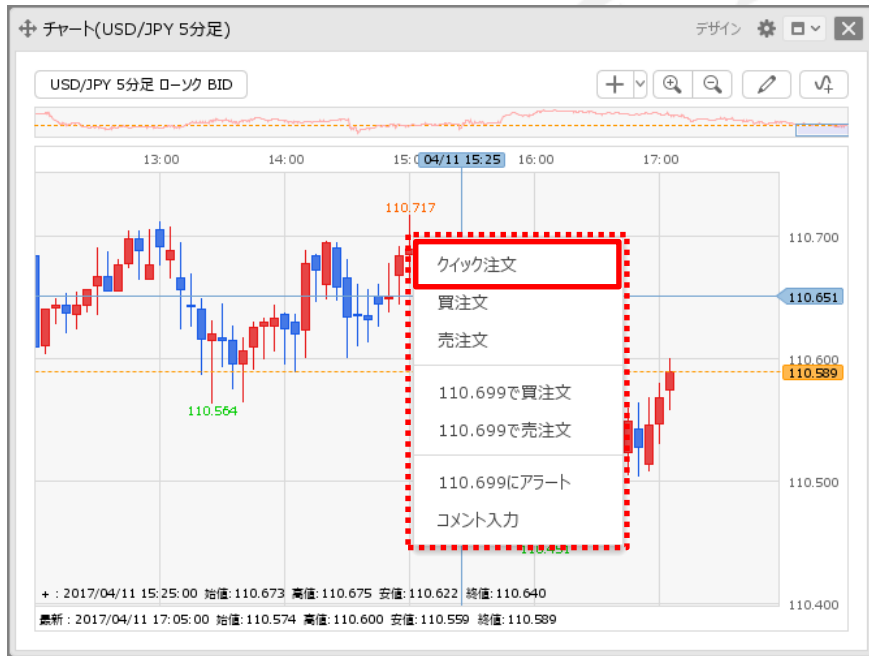 チャート(USD/JPY 5分足) デザイン
USD/JPY 5分足 ローソク BID
13:00 14:00 15:0 04/11 15:25 16:00 17:00
110.717
110.700
クイック注文
110.651
買注文
売注文
110.600
110.589
110.564
110.699で買注文
110.699で売注文
110.500
110.699にアラート
コメント入力
+ : 2017/04/11 15:25:00 始値:110.673 高値:110.675 安値:110.622 終値:110.640
110.400
最新 : 2017/04/11 17:05:00 始値:110.574 高値:110.600 安値:110.559 終値:110.589